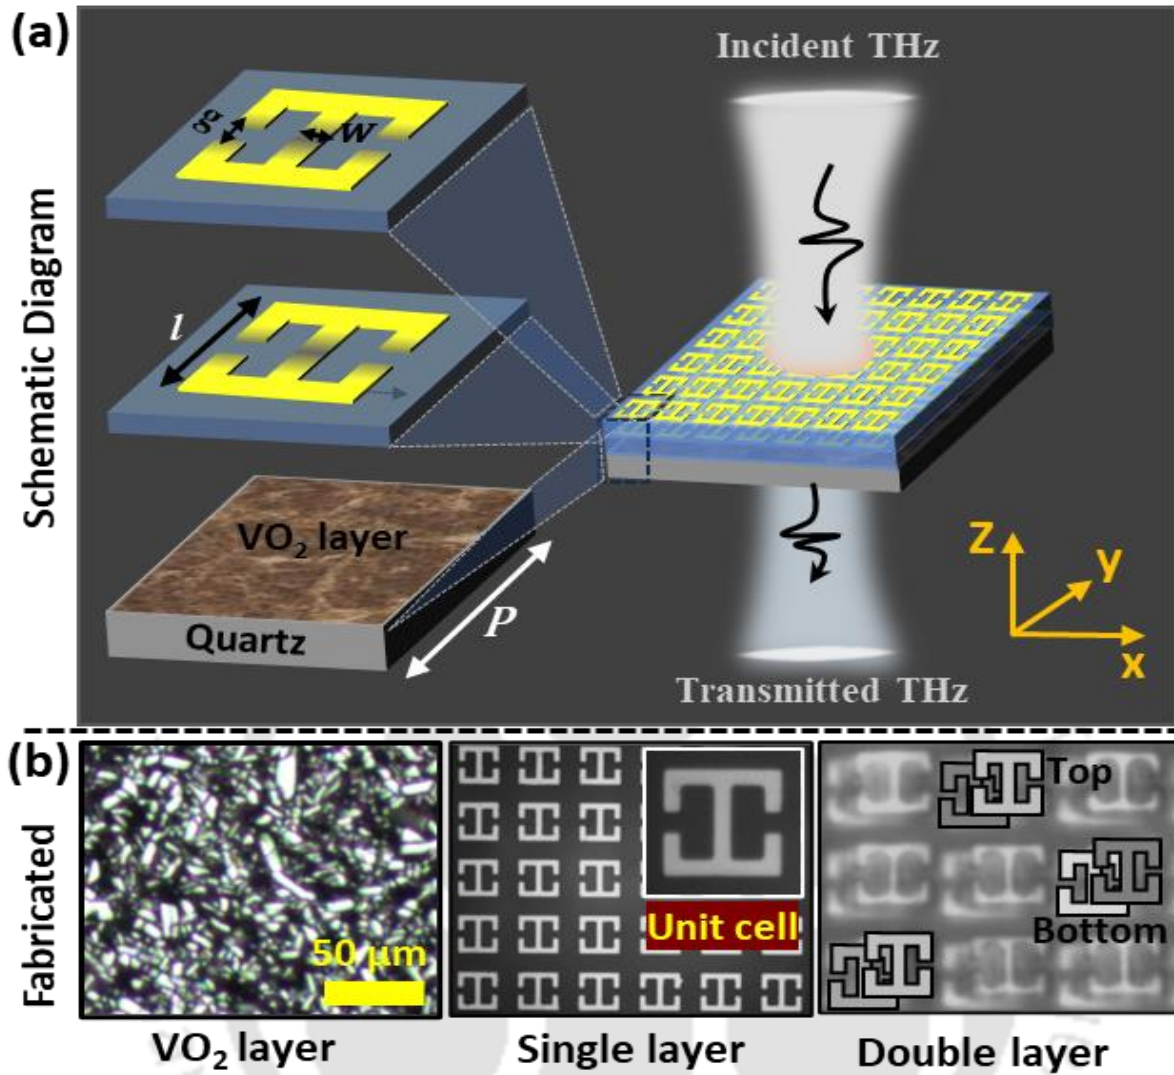 (a)
Schematic Diagram
Incident THz
g
w
l
VO₂ layer
Quartz
P
Z
y
x
Transmitted THz
(b)
Fabricated
50 µm
Unit cell
Top
Bottom
VO₂ layer
Single layer
Double layer